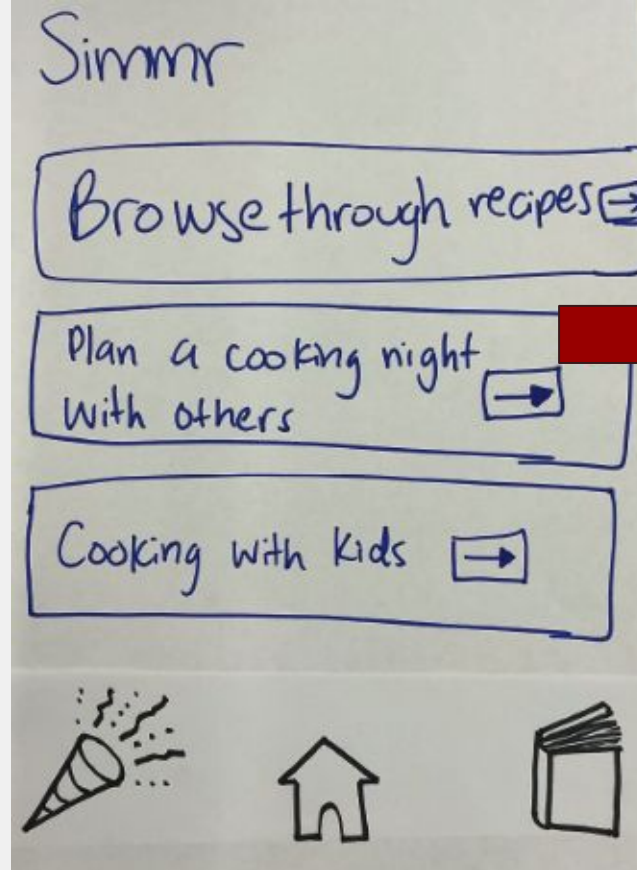 Simmr
Browse through recipes
Plan a cooking night
with others
Cooking with kids